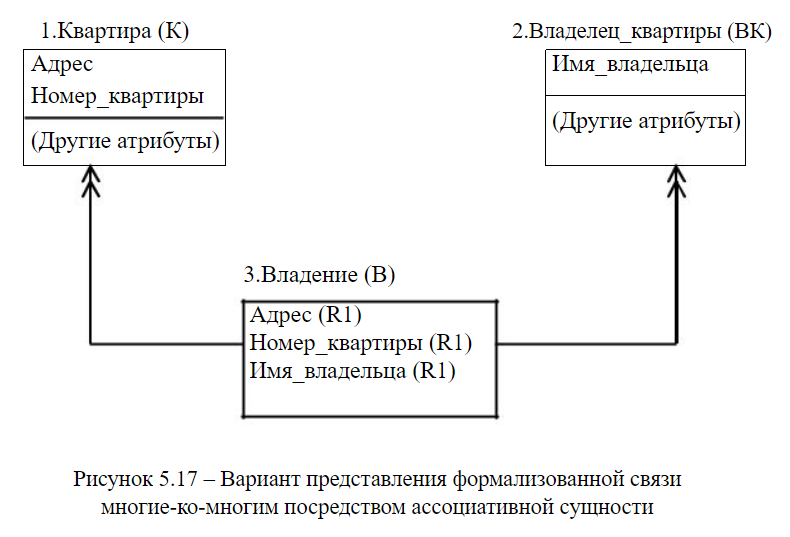 1.Квартира (К)
Адрес
Номер_квартиры
(Другие атрибуты)
2.Владелец_квартиры (ВК)
Имя_владельца
(Другие атрибуты)
3.Владение (В)
Адрес (R1)
Номер_квартиры (R1)
Имя_владельца (R1)
Рисунок 5.17 – Вариант представления формализованной связи
многие-ко-многим посредством ассоциативной сущности